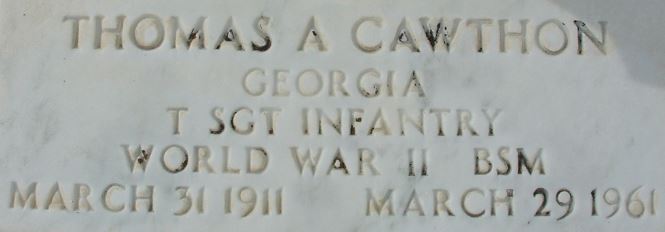 THOMAS A CAWTHON
GEORGIA
T SGT INFANTRY
WORLD WAR II BSM
MARCH 31 1911 MARCH 29 1961